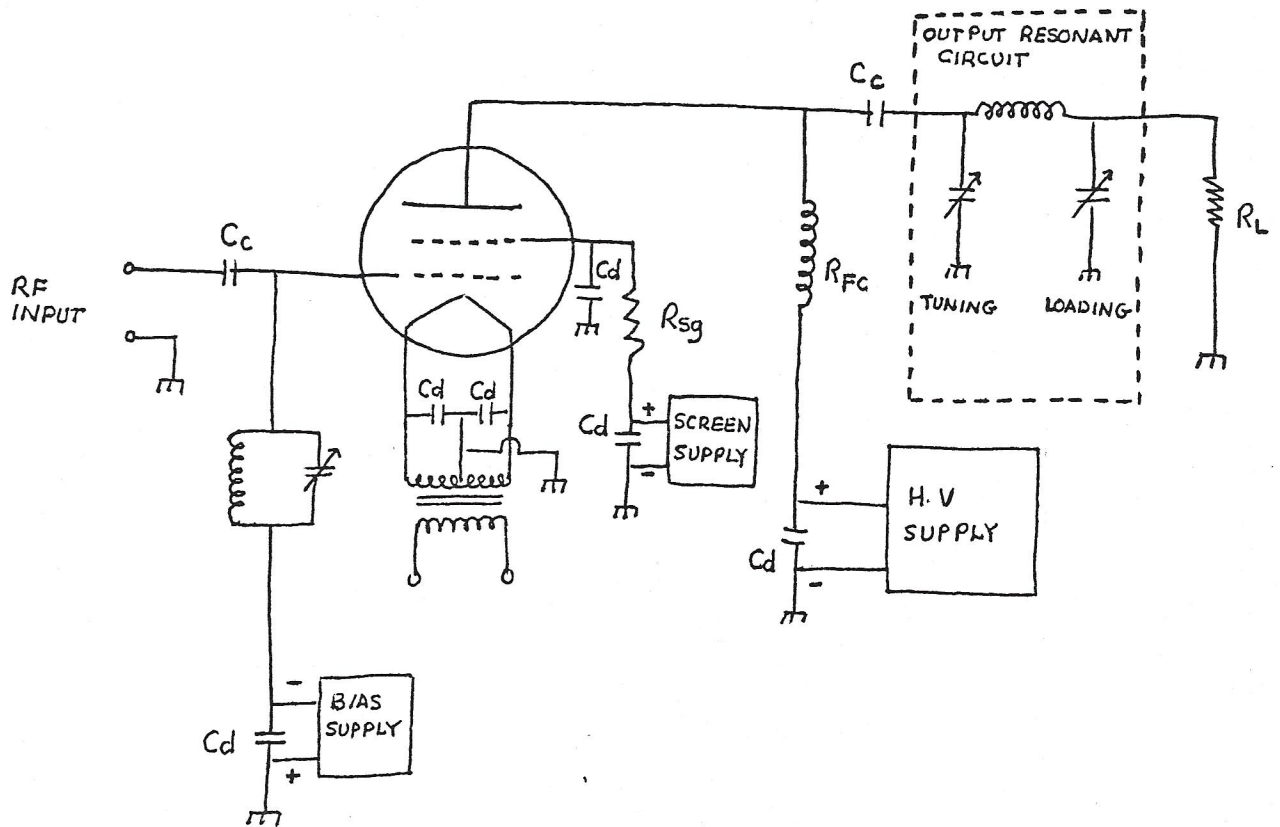 OUTPUT RESONANT
CIRCUIT
Cc
Cc
RF
INPUT
Cd
Rsg
RFC
TUNING
LOADING
RL
Cd
Cd
+
Cd
-
SCREEN
SUPPLY
+
Cd
-
H.V
SUPPLY
-
Cd
+
BIAS
SUPPLY